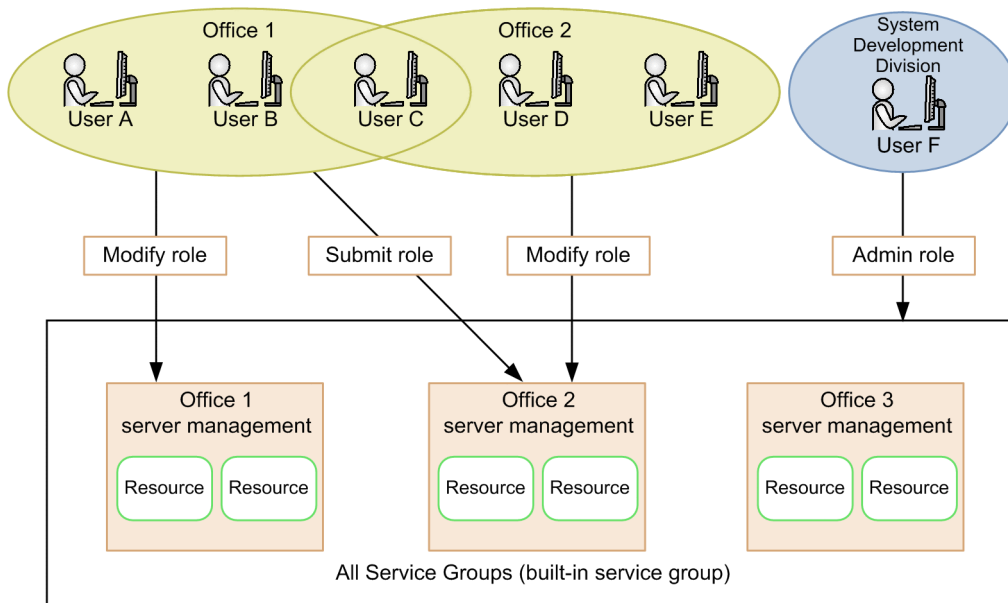 Office 1
Office 2
System
Development
Division
User A
User B
User C
User D
User E
User F
Modify role
Submit role
Modify role
Admin role
Office 1
server management
Resource
Resource
Office 2
server management
Resource
Resource
Office 3
server management
Resource
Resource
All Service Groups (built-in service group)